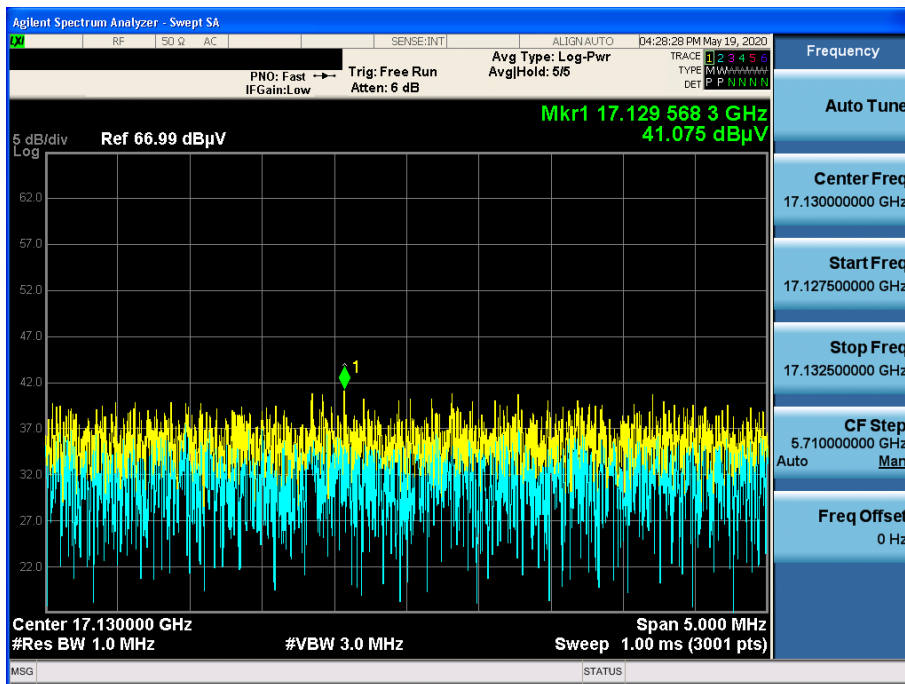 Agilent Spectrum Analyzer - Swept SA
LXI RF 50 Ω AC SENSE:INT ALIGN AUTO 04:28:28 PM May 19, 2020
PNO: Fast Trig: Free Run Avg Type: Log-Pwr TRACE 1 2 3 4 5 6
IFGain:Low Atten: 6 dB Avg|Hold: 5/5 TYPE M W W W W W
DET P P N N N N
Mkr1 17.129 568 3 GHz
41.075 dBµV
5 dB/div Ref 66.99 dBµV
Log
62.0
57.0
52.0
47.0
42.0
37.0
32.0
27.0
22.0
1
Center 17.130000 GHz Span 5.000 MHz
#Res BW 1.0 MHz #VBW 3.0 MHz Sweep 1.00 ms (3001 pts)
MSG STATUS
Frequency
Auto Tune
Center Freq
17.130000000 GHz
Start Freq
17.127500000 GHz
Stop Freq
17.132500000 GHz
CF Step
5.710000000 GHz
Auto Man
Freq Offset
0 Hz